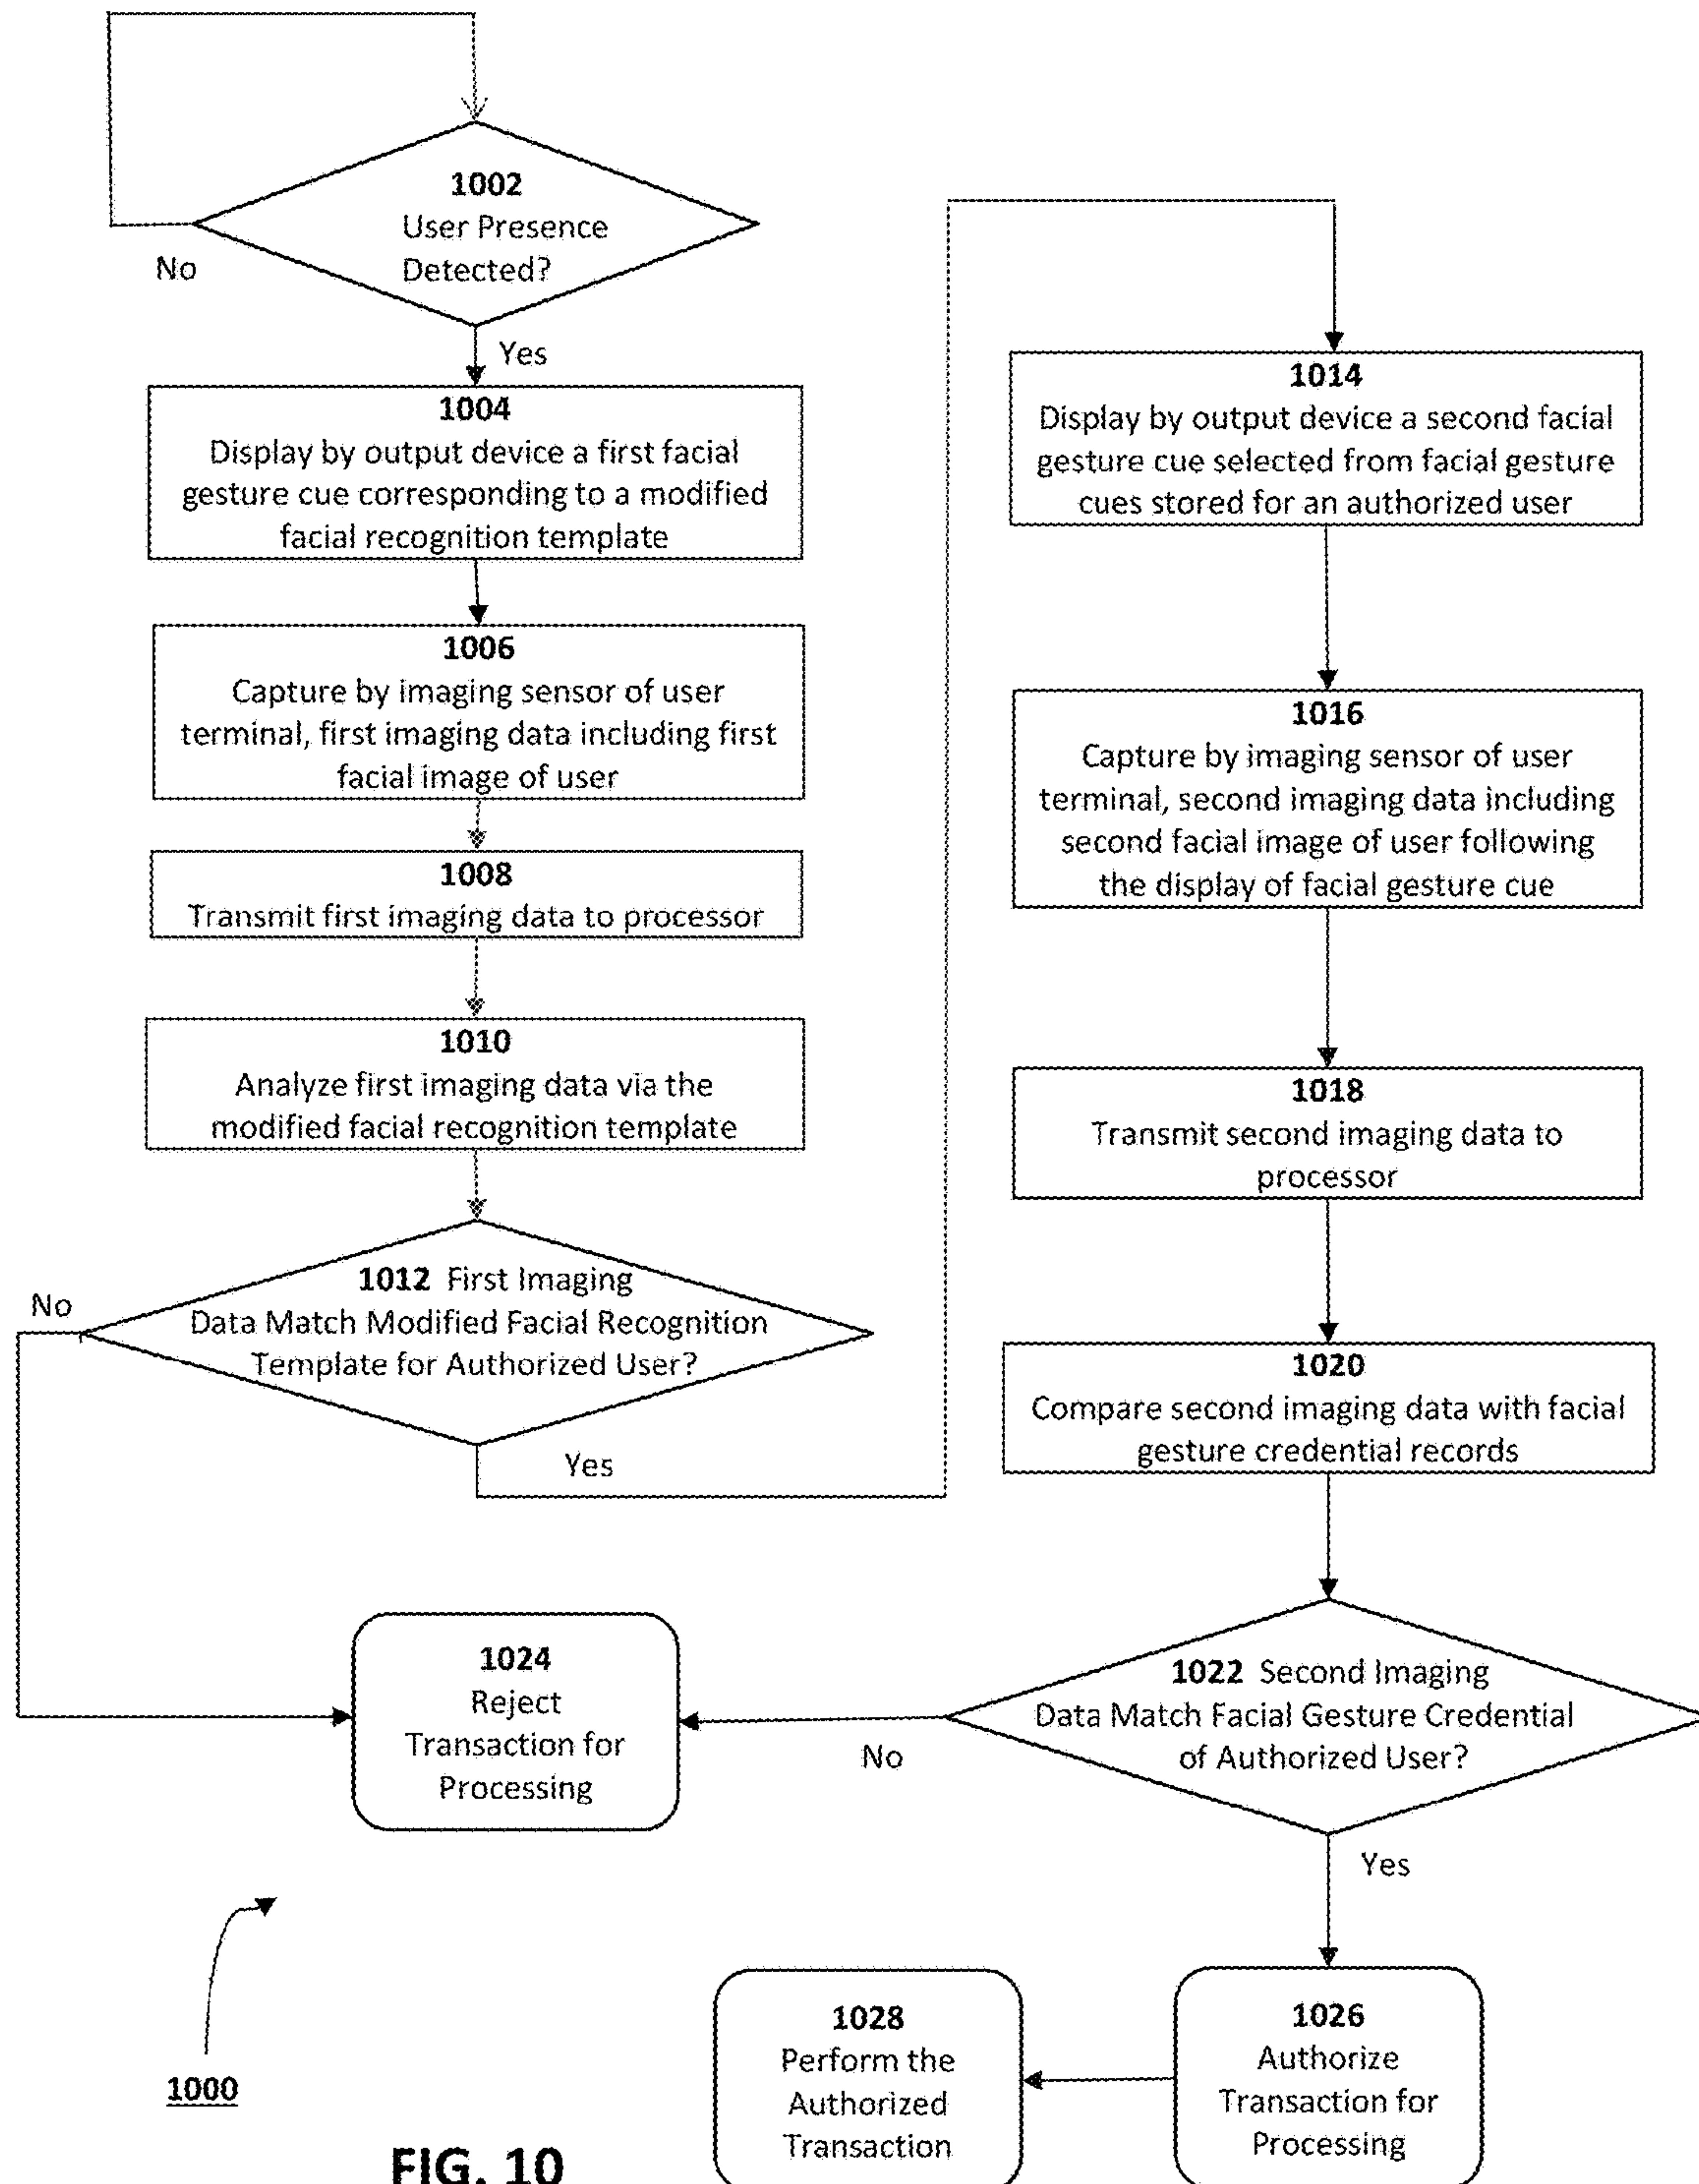 1002
User Presence
Detected?
No
Yes
1004
Display by output device a first facial
gesture cue corresponding to a modified
facial recognition template
1006
Capture by imaging sensor of user
terminal, first imaging data including first
facial image of user
1008
Transmit first imaging data to processor
1010
Analyze first imaging data via the
modified facial recognition template
1012 First Imaging
Data Match Modified Facial Recognition
Template for Authorized User?
No
Yes
1014
Display by output device a second facial
gesture cue selected from facial gesture
cues stored for an authorized user
1016
Capture by imaging sensor of user
terminal, second imaging data including
second facial image of user following
the display of facial gesture cue
1018
Transmit second imaging data to
processor
1020
Compare second imaging data with facial
gesture credential records
1022 Second Imaging
Data Match Facial Gesture Credential
of Authorized User?
No
Yes
1024
Reject
Transaction for
Processing
1026
Authorize
Transaction for
Processing
1028
Perform the
Authorized
Transaction
1000
FIG. 10